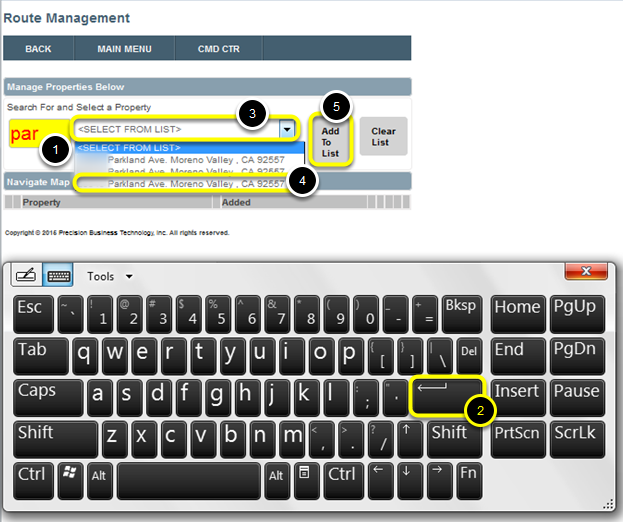 Route Management
BACK MAIN MENU CMD CTR
Manage Properties Below
Search For and Select a Property
par
<SELECT FROM LIST>
<SELECT FROM LIST>
Parkland Ave. Moreno Valley , CA 92557
Parkland Ave. Moreno Valley , CA 92557
Parkland Ave. Moreno Valley , CA 92557
Add To List
Clear List
1
3
5
4
Navigate Map
Property Added
Copyright © 2016 Precision Business Technology, Inc. All rights reserved.
Tools
x
Esc ~ ` ! 1 @ 2 # 3 $ 4 % 5 ^ 6 & 7 * 8 ( 9 ) 0 _ - + = Bksp Home PgUp
Tab q w e r t y u i o p { [ } ] | \ Del End PgDn
Caps a s d f g h j k l : ; " ' Insert Pause
2
Shift z x c v b n m < , > . ? / ↑ Shift PrtScn ScrLk
Ctrl Alt Alt Ctrl ← ↓ → Fn